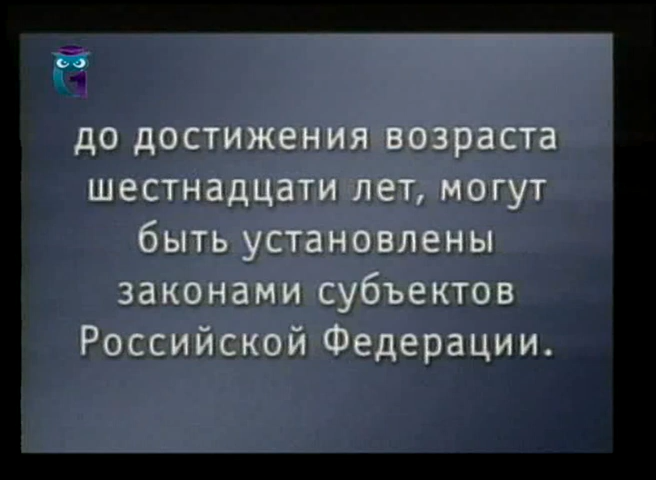 до достижения возраста
шестнадцати лет, могут
быть установлены
законами субъектов
Российской Федерации.